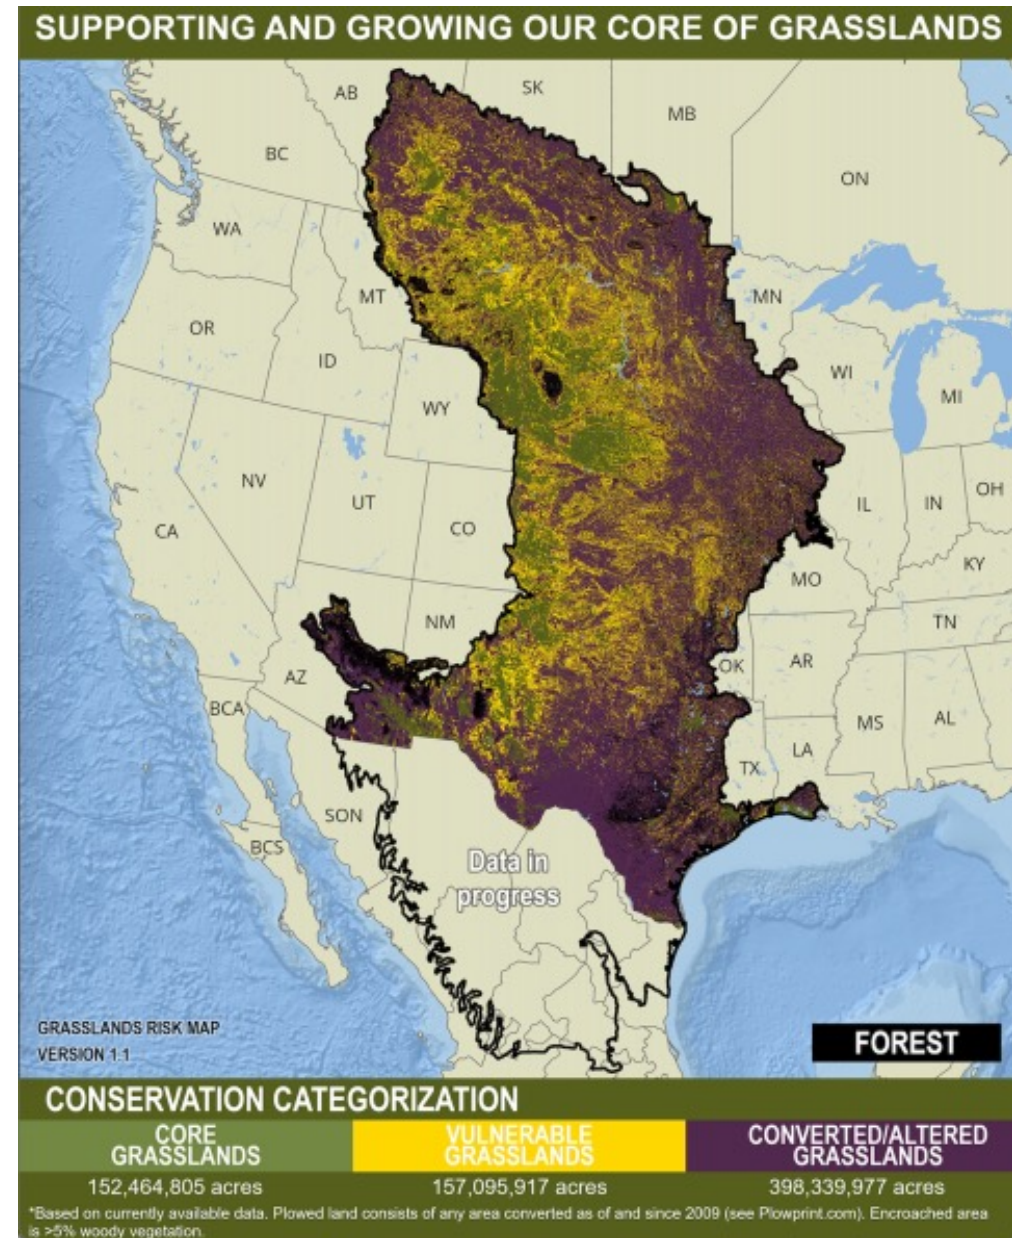 SUPPORTING AND GROWING OUR CORE OF GRASSLANDS
AB
SK
MB
BC
ON
WA
MT
MN
OR
ID
WI
MI
WY
NV
UT
CO
IL
IN
OH
CA
KY
MO
NM
TN
AZ
OK
AR
BCA
MS
AL
LA
TX
SON
BCS
Data in
progress
GRASSLANDS RISK MAP
VERSION 1.1
FOREST
CONSERVATION CATEGORIZATION
CORE
GRASSLANDS
VULNERABLE
GRASSLANDS
CONVERTED/ALTERED
GRASSLANDS
152,464,805 acres
157,095,917 acres
398,339,977 acres
*Based on currently available data. Plowed land consists of any area converted as of and since 2009 (see Plowprint.com). Encroached area
is >5% woody vegetation.